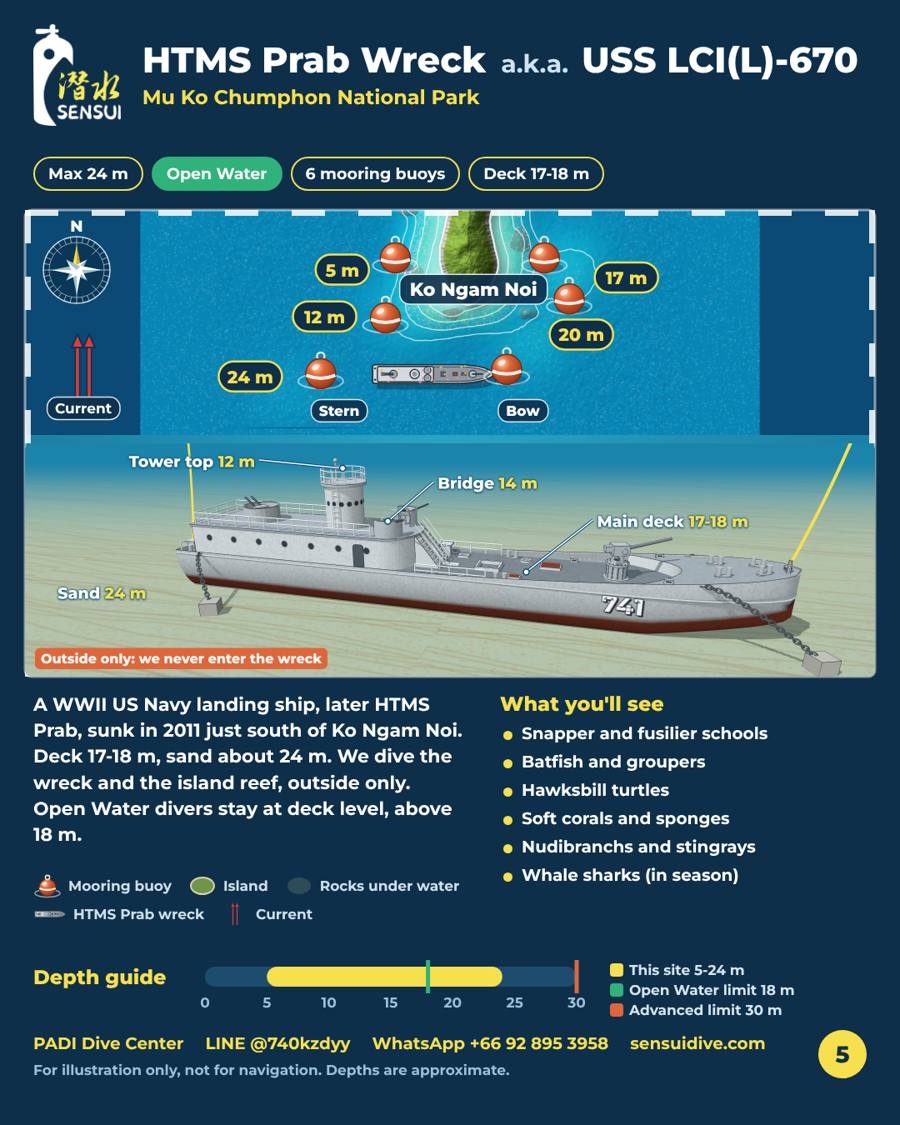 潜水
SENSUI
HTMS Prab Wreck a.k.a. USS LCI(L)-670
Mu Ko Chumphon National Park
Max 24 m
Open Water
6 mooring buoys
Deck 17-18 m
N
Current
5 m
12 m
24 m
Ko Ngam Noi
17 m
20 m
Stern
Bow
Tower top 12 m
Bridge 14 m
Main deck 17-18 m
Sand 24 m
741
Outside only: we never enter the wreck
A WWII US Navy landing ship, later HTMS
Prab, sunk in 2011 just south of Ko Ngam Noi.
Deck 17-18 m, sand about 24 m. We dive the
wreck and the island reef, outside only.
Open Water divers stay at deck level, above
18 m.
What you'll see
Snapper and fusilier schools
Batfish and groupers
Hawksbill turtles
Soft corals and sponges
Nudibranchs and stingrays
Whale sharks (in season)
Mooring buoy
Island
Rocks under water
HTMS Prab wreck
Current
Depth guide
0 5 10 15 20 25 30
This site 5-24 m
Open Water limit 18 m
Advanced limit 30 m
PADI Dive Center LINE @740kzdyy WhatsApp +66 92 895 3958 sensuidive.com
For illustration only, not for navigation. Depths are approximate.
5